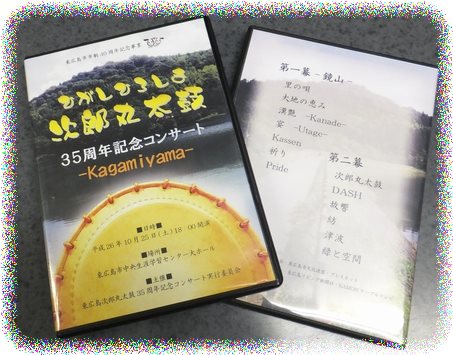 東広島市市制40周年記念事業
ひがしひろしま
次郎丸太鼓
35周年記念コンサート
-Kagamiyama-
■日時■
平成26年10月25日(土)18:00開演
■場所■
東広島市中央生涯学習センター大ホール
■主催■
東広島次郎丸太鼓35周年記念コンサート実行委員会
第一幕 -鏡山-
里の唄
大地の恵み
漢艶 -Kanade-
宴 -Utage-
Kassen
祈り
Pride
第二幕
次郎丸太鼓
DASH
故響
紡
津波
緑と空間